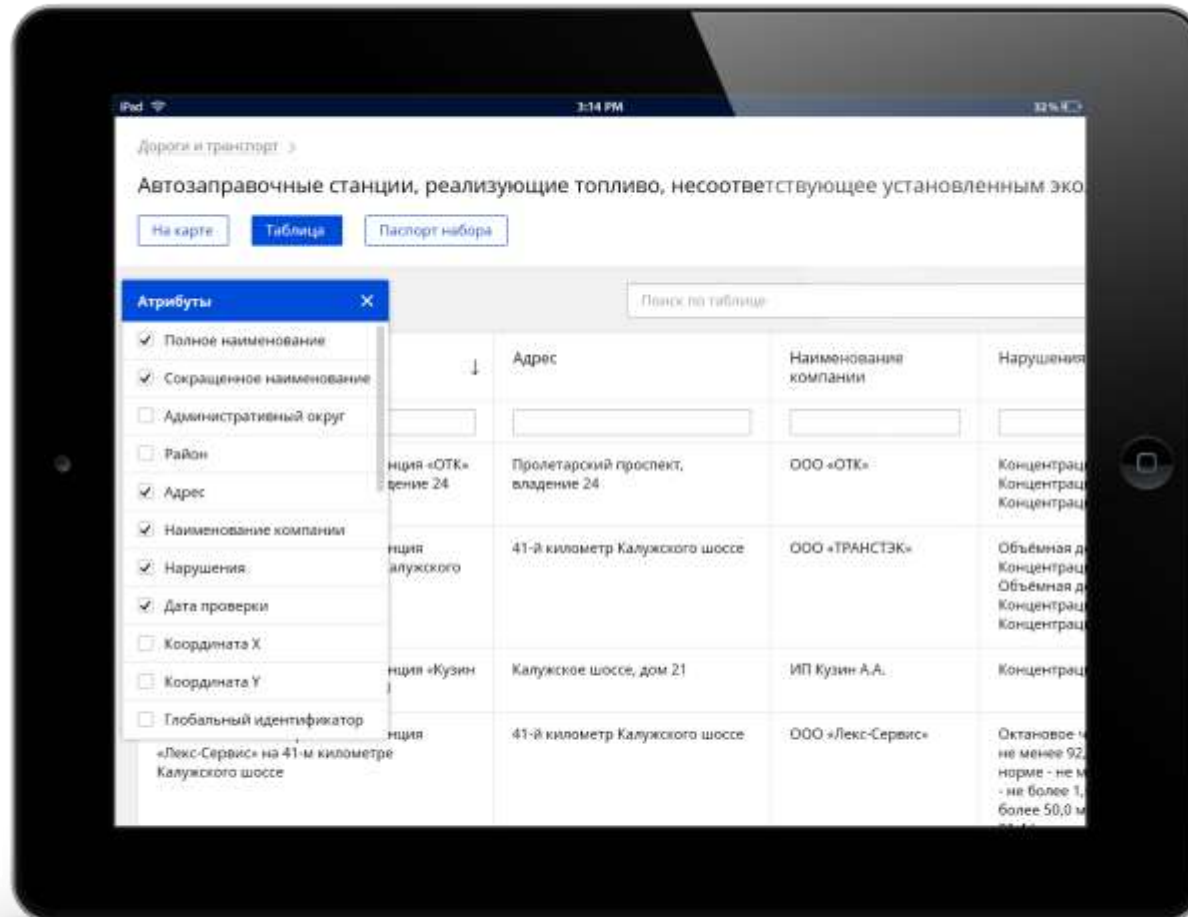 iPad
3:14 PM
32%
Дороги и транспорт >
Автозаправочные станции, реализующие топливо, несоответствующее установленным эко
На карте
Таблица
Паспорт набора
Атрибуты
Поиск по таблице
Полное наименование
Сокращенное наименование
Административный округ
Район
Адрес
Наименование компании
Нарушения
Дата проверки
Координата X
Координата Y
Глобальный идентификатор
Адрес
Наименование
компании
Нарушения
нция «ОТК»
дение 24
Пролетарский проспект,
владение 24
ООО «ОТК»
Концентрац
Концентрац
Концентрац
нция
алужского
41-й километр Калужского шоссе
ООО «ТРАНСТЭК»
Объёмная д
Концентрац
Объёмная д
Концентрац
Концентрац
нция «Кузин
Калужское шоссе, дом 21
ИП Кузин А.А.
Концентрац
нция
«Лекс-Сервис» на 41-м километре
Калужского шоссе
41-й километр Калужского шоссе
ООО «Лекс-Сервис»
Октановое ч
не менее 92,
норме - не м
- не более 1,
более 50,0 м